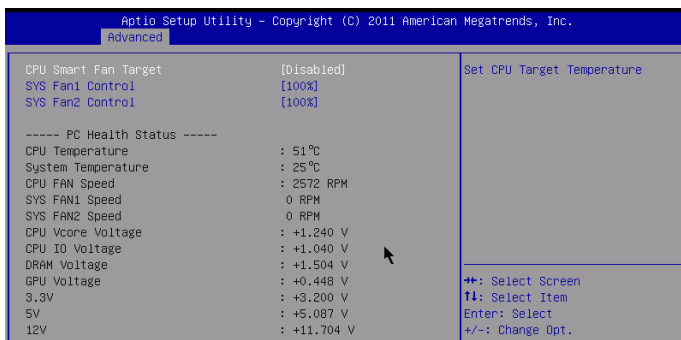 Aptio Setup Utility – Copyright (C) 2011 American Megatrends, Inc.
Advanced
CPU Smart Fan Target [Disabled]
SYS Fan1 Control [100%]
SYS Fan2 Control [100%]
----- PC Health Status -----
CPU Temperature : 51°C
System Temperature : 25°C
CPU FAN Speed : 2572 RPM
SYS FAN1 Speed 0 RPM
SYS FAN2 Speed 0 RPM
CPU Vcore Voltage : +1.240 V
CPU IO Voltage : +1.040 V
DRAM Voltage : +1.504 V
GPU Voltage : +0.448 V
3.3V : +3.200 V
5V : +5.087 V
12V : +11.704 V
Set CPU Target Temperature
→←: Select Screen
↑↓: Select Item
Enter: Select
+/-: Change Opt.